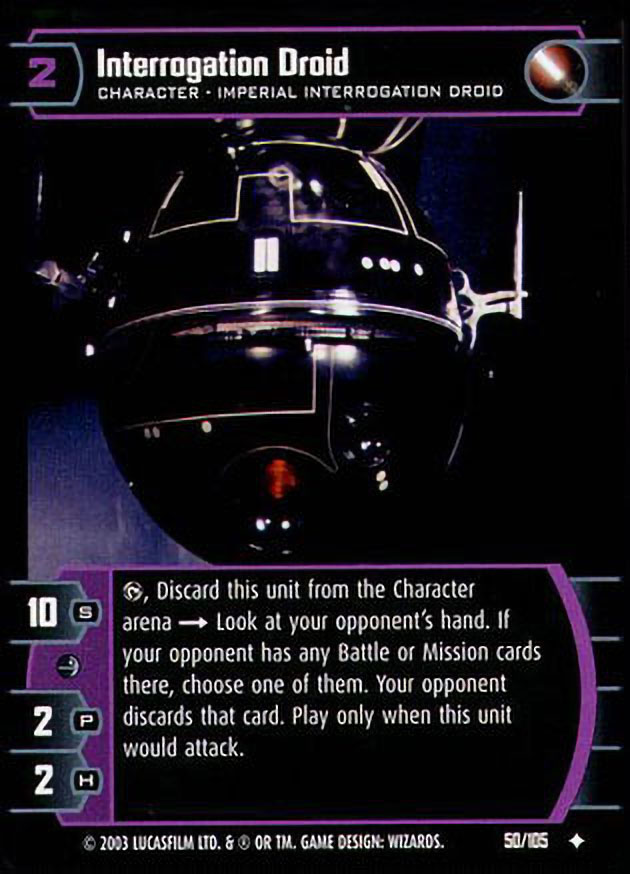 2
Interrogation Droid
CHARACTER • IMPERIAL INTERROGATION DROID
10 S
2 P
2 H
, Discard this unit from the Character
arena → Look at your opponent's hand. If
your opponent has any Battle or Mission cards
there, choose one of them. Your opponent
discards that card. Play only when this unit
would attack.
© 2003 LUCASFILM LTD. & ® OR TM. GAME DESIGN: WIZARDS.
50/105